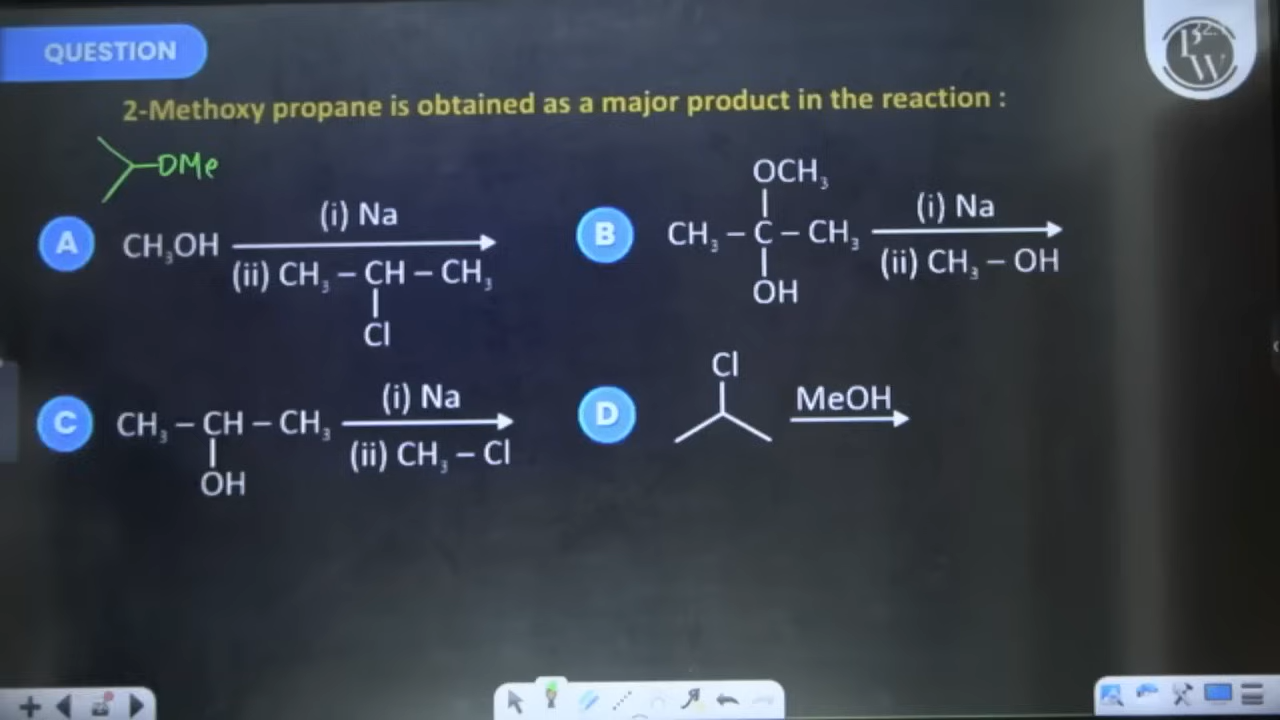 QUESTION
2-Methoxy propane is obtained as a major product in the reaction :
OMe
A
CH₃OH
(i) Na
(ii) CH₃ – CH – CH₃
Cl
B
OCH₃
CH₃ – C – CH₃
OH
(i) Na
(ii) CH₃ – OH
C
CH₃ – CH – CH₃
OH
(i) Na
(ii) CH₃ – Cl
D
Cl
MeOH